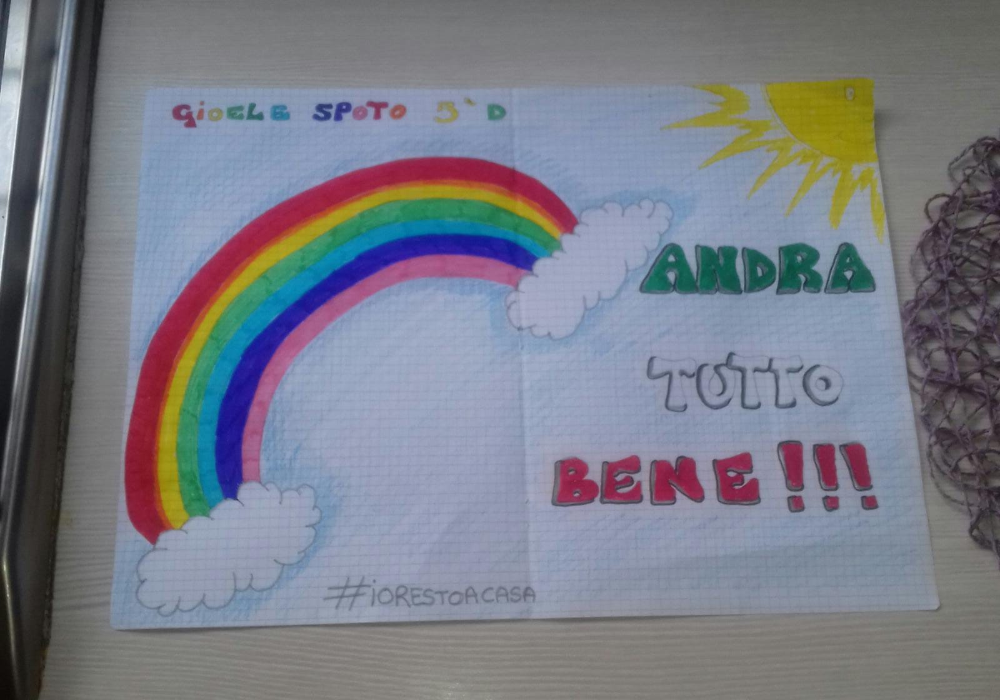 GiOELE SPOTO 5` D
ANDRA
TUTTO
BENE!!!
#iORESTOACASA